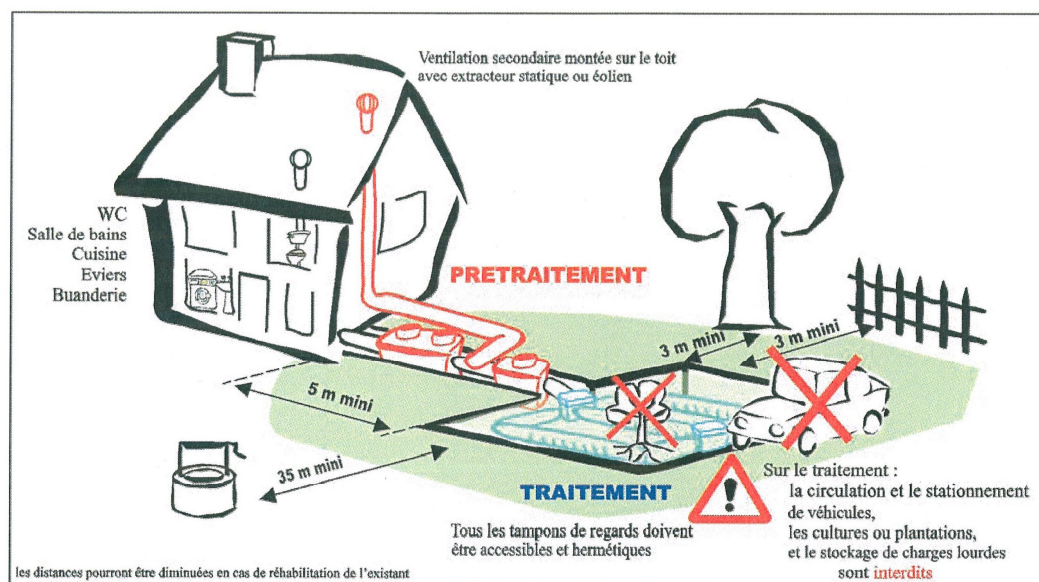 Ventilation secondaire montée sur le toit
avec extracteur statique ou éolien
WC
Salle de bains
Cuisine
Eviers
Buanderie
PRETRAITEMENT
3 m mini
3 m mini
5 m mini
35 m mini
TRAITEMENT
Tous les tampons de regards doivent
être accessibles et hermétiques
Sur le traitement :
la circulation et le stationnement
de véhicules,
les cultures ou plantations,
et le stockage de charges lourdes
sont interdits
les distances pourront être diminuées en cas de réhabilitation de l'existant